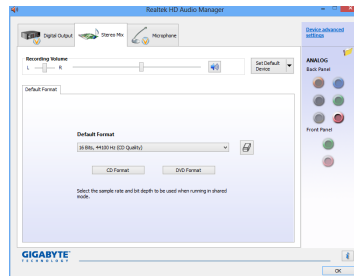 Realtek HD Audio Manager
Digital Output
Stereo Mix
Microphone
Device advanced
settings
Recording Volume
L
R
Set Default
Device
ANALOG
Back Panel
Default Format
Default Format
16 Bits, 44100 Hz (CD Quality)
CD Format
DVD Format
Select the sample rate and bit depth to be used when running in shared
mode.
Front Panel
GIGABYTE
TECHNOLOGY
i
OK